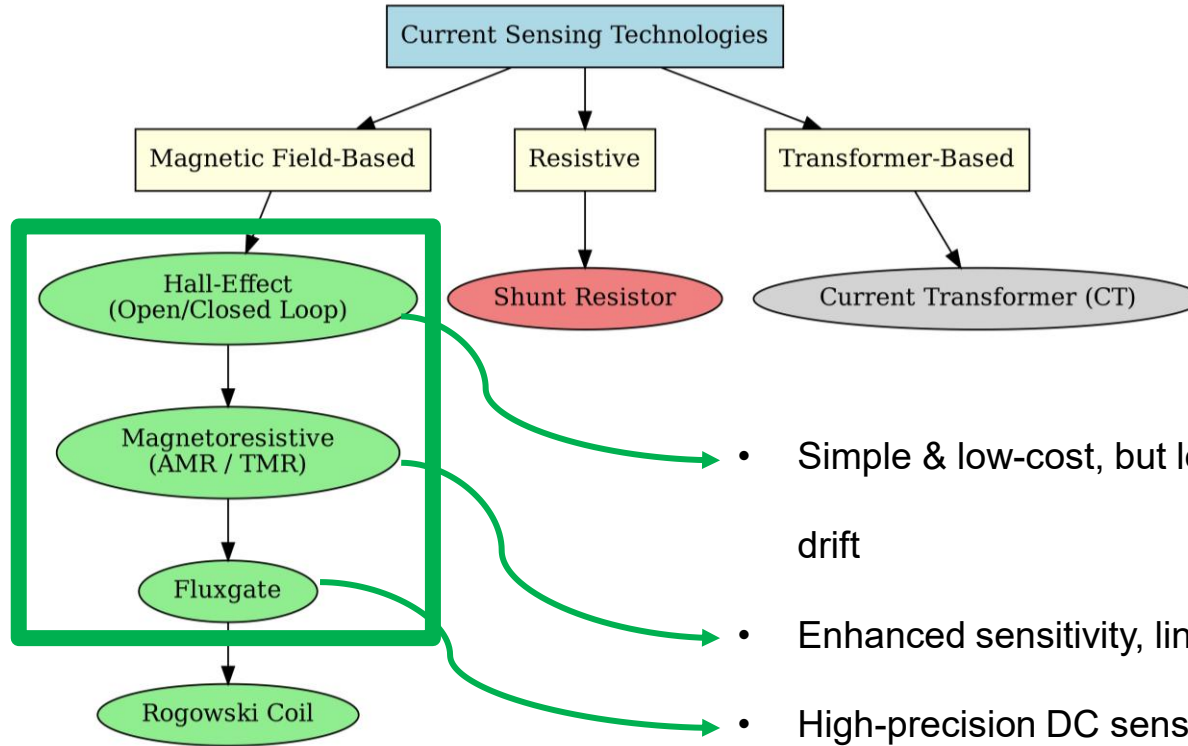 Current Sensing Technologies
Magnetic Field-Based
Resistive
Transformer-Based
Hall-Effect
(Open/Closed Loop)
Shunt Resistor
Current Transformer (CT)
Magnetoresistive
(AMR / TMR)
Fluxgate
Rogowski Coil
• Simple & low-cost, but
drift
• Enhanced sensitivity,
• High-precision DC